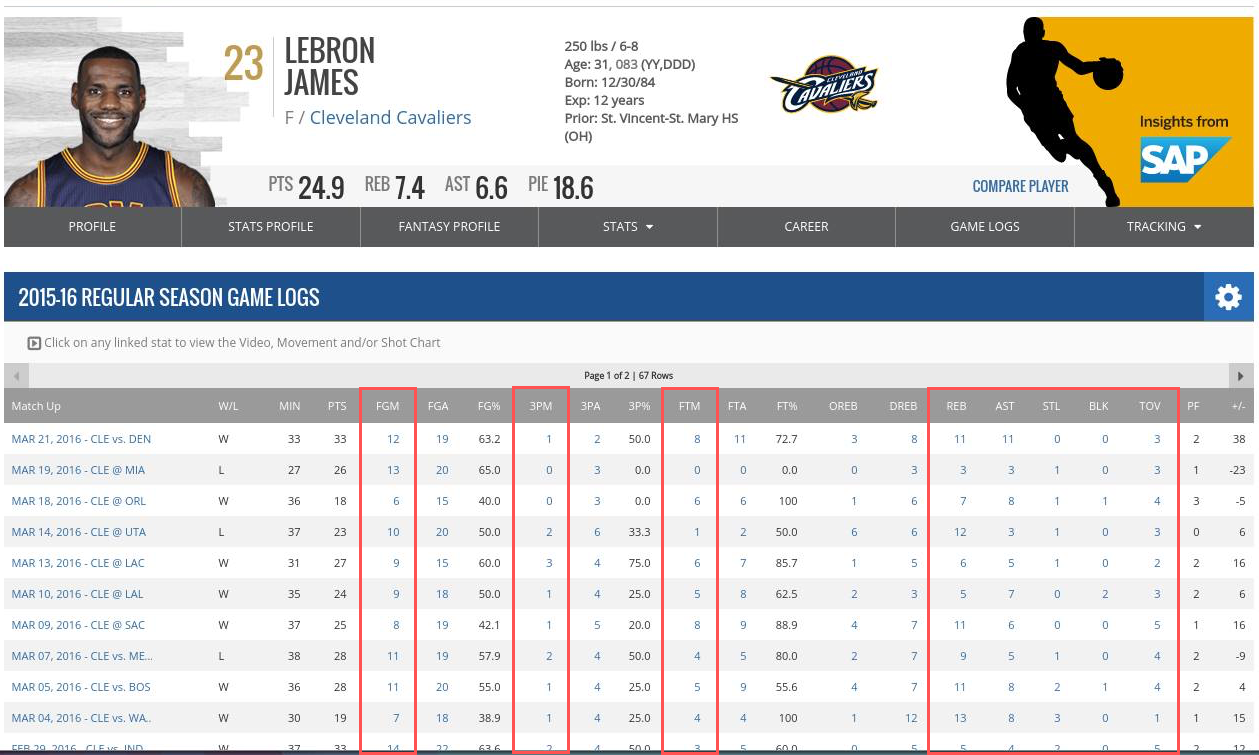 23
LEBRON
JAMES
F / Cleveland Cavaliers
250 lbs / 6-8
Age: 31, 083 (YY,DDD)
Born: 12/30/84
Exp: 12 years
Prior: St. Vincent-St. Mary HS
(OH)
CLEVELAND
CAVALIERS
Insights from
SAP
PTS 24.9 REB 7.4 AST 6.6 PIE 18.6
COMPARE PLAYER
PROFILE STATS PROFILE FANTASY PROFILE STATS CAREER GAME LOGS TRACKING
2015-16 REGULAR SEASON GAME LOGS
Click on any linked stat to view the Video, Movement and/or Shot Chart
Page 1 of 2 | 67 Rows
Match Up W/L MIN PTS FGM FGA FG% 3PM 3PA 3P% FTM FTA FT% OREB DREB REB AST STL BLK TOV PF +/-
MAR 21, 2016 - CLE vs. DEN W 33 33 12 19 63.2 1 2 50.0 8 11 72.7 3 8 11 11 0 0 3 2 38
MAR 19, 2016 - CLE @ MIA L 27 26 13 20 65.0 0 3 0.0 0 0 0.0 0 3 3 3 1 0 3 1 -23
MAR 18, 2016 - CLE @ ORL W 36 18 6 15 40.0 0 3 0.0 6 6 100 1 6 7 8 1 1 4 3 -5
MAR 14, 2016 - CLE @ UTA L 37 23 10 20 50.0 2 6 33.3 1 2 50.0 6 6 12 3 1 0 3 0 6
MAR 13, 2016 - CLE @ LAC W 31 27 9 15 60.0 3 4 75.0 6 7 85.7 1 5 6 5 1 0 2 2 16
MAR 10, 2016 - CLE @ LAL W 35 24 9 18 50.0 1 4 25.0 5 8 62.5 2 3 5 7 0 2 3 2 6
MAR 09, 2016 - CLE @ SAC W 37 25 8 19 42.1 1 5 20.0 8 9 88.9 4 7 11 6 0 0 5 1 16
MAR 07, 2016 - CLE vs. ME... L 38 28 11 19 57.9 2 4 50.0 4 5 80.0 2 7 9 5 1 0 4 2 -9
MAR 05, 2016 - CLE vs. BOS W 36 28 11 20 55.0 1 4 25.0 5 9 55.6 4 7 11 8 2 1 4 2 4
MAR 04, 2016 - CLE vs. WA.. W 30 19 7 18 38.9 1 4 25.0 4 4 100 1 12 13 8 3 0 1 1 15
FEB 29, 2016 - CLE vs. IND W 37 33 14 22 63.6 2 4 50.0 3 5 60.0 0 5 5 4 2 0 5 2 12